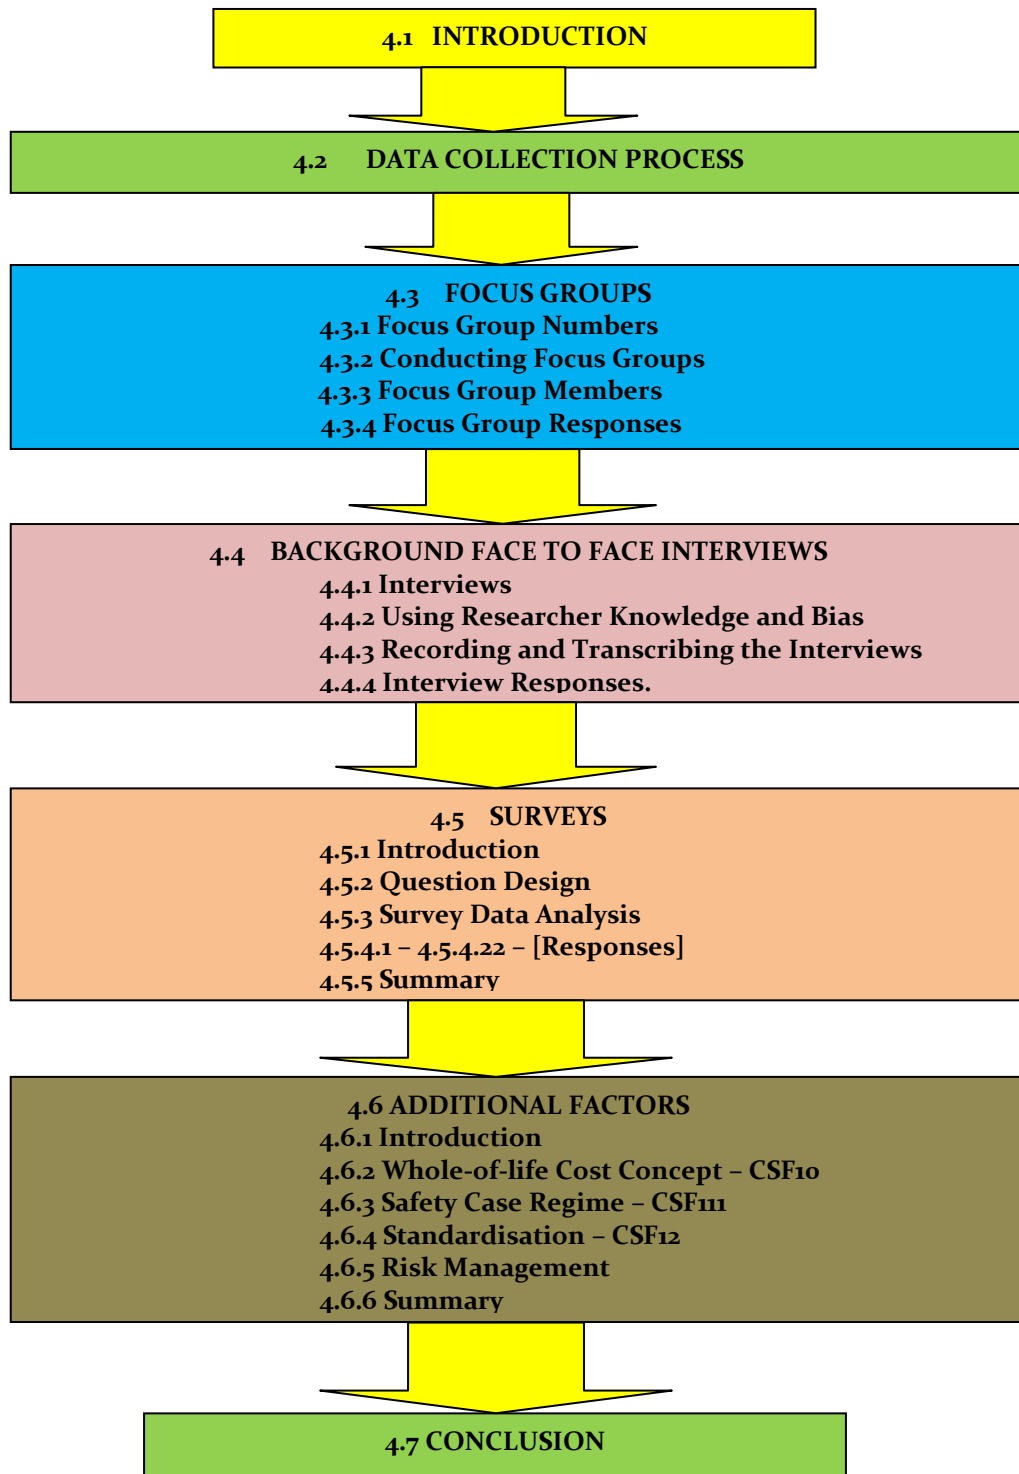 4.1 INTRODUCTION
4.2 DATA COLLECTION PROCESS
4.3 FOCUS GROUPS
4.3.1 Focus Group Numbers
4.3.2 Conducting Focus Groups
4.3.3 Focus Group Members
4.3.4 Focus Group Responses
4.4 BACKGROUND FACE TO FACE INTERVIEWS
4.4.1 Interviews
4.4.2 Using Researcher Knowledge and Bias
4.4.3 Recording and Transcribing the Interviews
4.4.4 Interview Responses.
4.5 SURVEYS
4.5.1 Introduction
4.5.2 Question Design
4.5.3 Survey Data Analysis
4.5.4.1 – 4.5.4.22 – [Responses]
4.5.5 Summary
4.6 ADDITIONAL FACTORS
4.6.1 Introduction
4.6.2 Whole-of-life Cost Concept – CSF10
4.6.3 Safety Case Regime – CSF111
4.6.4 Standardisation – CSF12
4.6.5 Risk Management
4.6.6 Summary
4.7 CONCLUSION